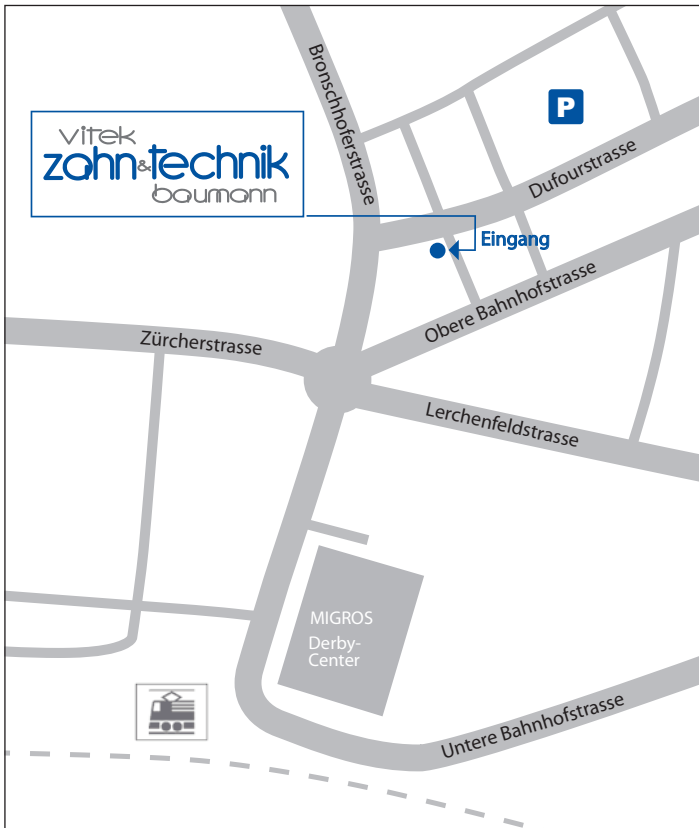 Bronschhoferstrasse
P
vitek
zahn&technik
baumann
Dufourstrasse
Eingang
Obere Bahnhofstrasse
Zürcherstrasse
Lerchenfeldstrasse
MIGROS
Derby-
Center
Untere Bahnhofstrasse